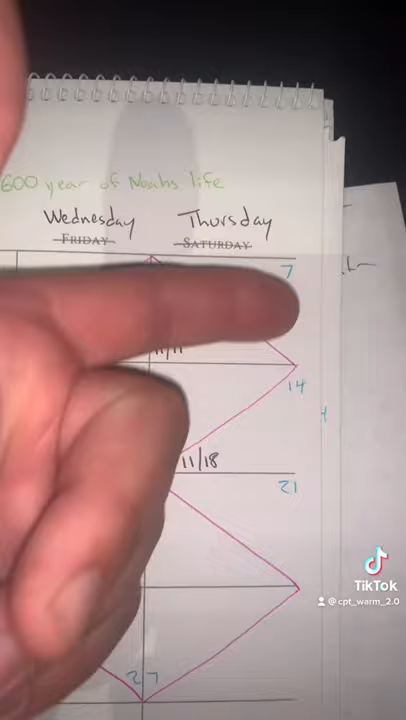 600 year of Noahs life
Wednesday Thursday
FRIDAY SATURDAY
7
11/11
14
11/18
21
27
TikTok
@cpt_warm_2.0